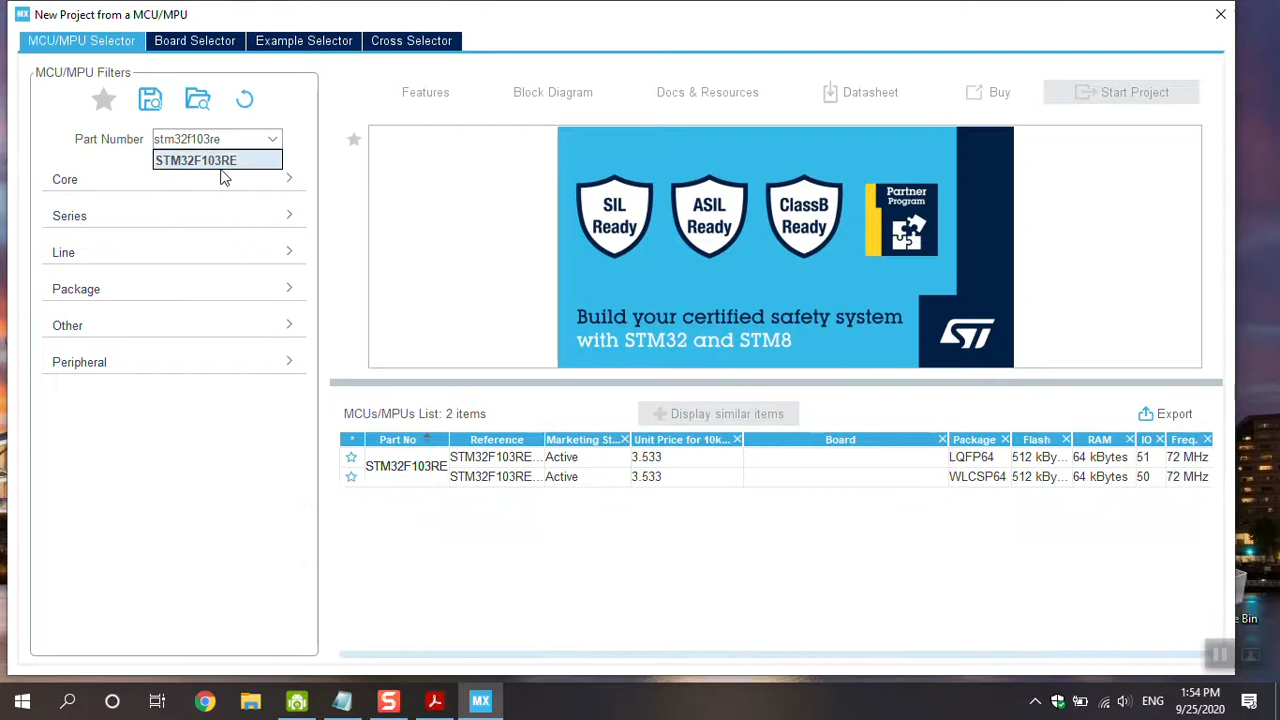 MX New Project from a MCU/MPU
MCU/MPU Selector Board Selector Example Selector Cross Selector
MCU/MPU Filters
Part Number stm32f103re
STM32F103RE
Core
Series
Line
Package
Other
Peripheral
Features Block Diagram Docs & Resources Datasheet Buy Start Project
SIL Ready
ASIL Ready
ClassB Ready
Partner Program
Build your certified safety system
with STM32 and STM8
ST
MCUs/MPUs List: 2 items + Display similar items Export
* Part No Reference Marketing St... Unit Price for 10k... Board Package Flash RAM IO Freq.
STM32F103RE
STM32F103RE... Active 3.533 LQFP64 512 kBy... 64 kBytes 51 72 MHz
STM32F103RE... Active 3.533 WLCSP64 512 kBy... 64 kBytes 50 72 MHz
e Bin
S MX ENG 1:54 PM
9/25/2020